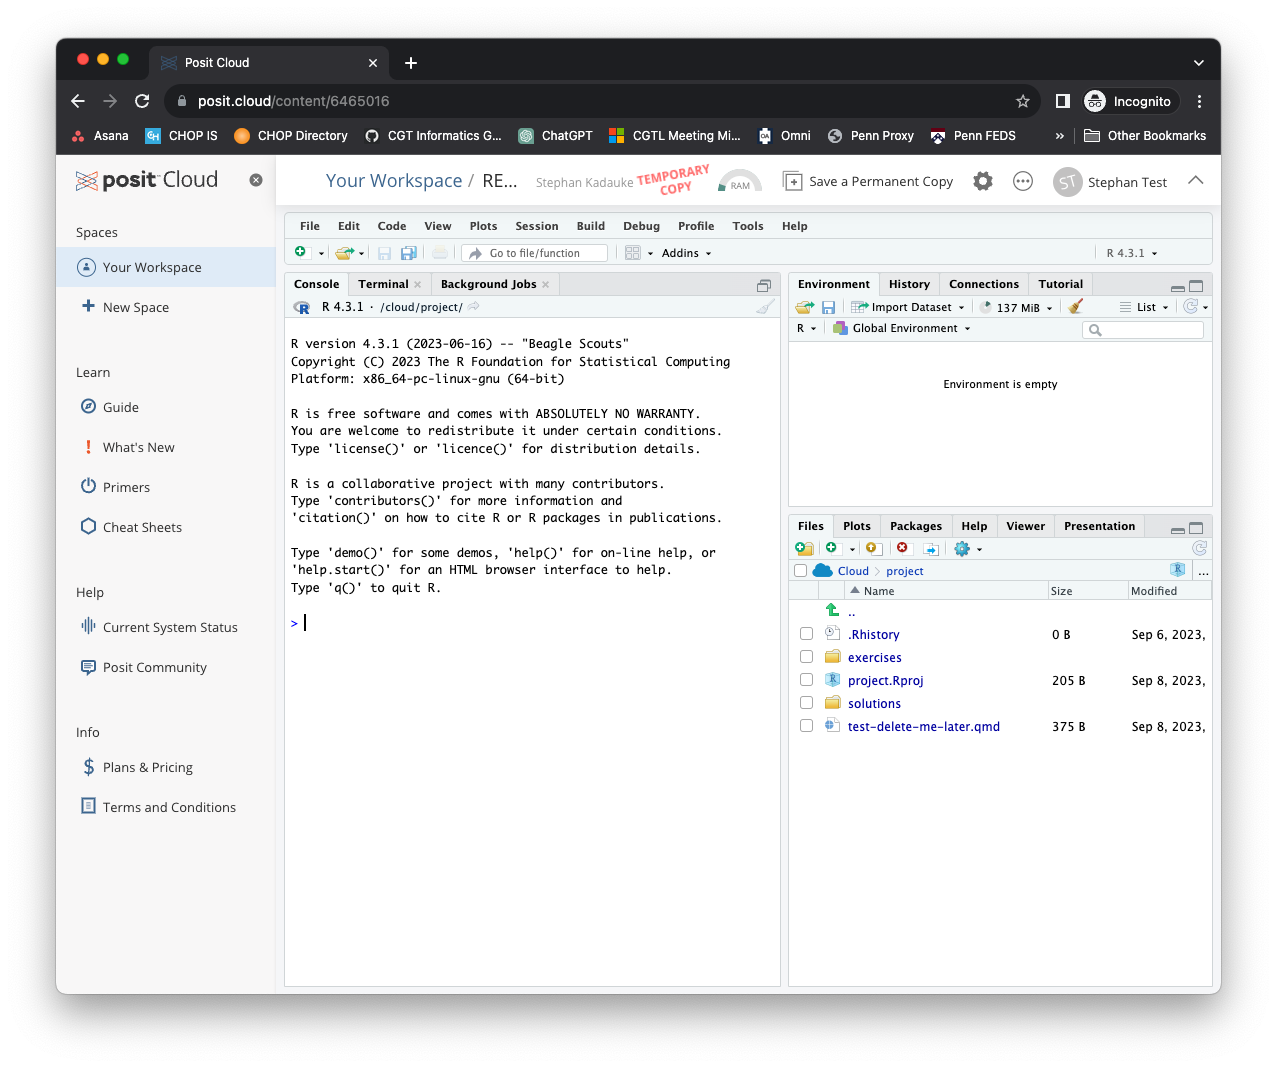 Posit Cloud
posit.cloud/content/6465016
Incognito
Asana
CHOP IS
CHOP Directory
CGT Informatics G...
ChatGPT
CGTL Meeting Mi...
Omni
Penn Proxy
Penn FEDS
»
Other Bookmarks
posit Cloud
Your Workspace / RE...
Stephan Kadauke
TEMPORARY
COPY
RAM
Save a Permanent Copy
ST
Stephan Test
Spaces
Your Workspace
New Space
Learn
Guide
What's New
Primers
Cheat Sheets
Help
Current System Status
Posit Community
Info
Plans & Pricing
Terms and Conditions
File Edit Code View Plots Session Build Debug Profile Tools Help
Go to file/function
Addins
R 4.3.1
Console Terminal Background Jobs
R 4.3.1 · /cloud/project/
R version 4.3.1 (2023-06-16) -- "Beagle Scouts"
Copyright (C) 2023 The R Foundation for Statistical Computing
Platform: x86_64-pc-linux-gnu (64-bit)
R is free software and comes with ABSOLUTELY NO WARRANTY.
You are welcome to redistribute it under certain conditions.
Type 'license()' or 'licence()' for distribution details.
R is a collaborative project with many contributors.
Type 'contributors()' for more information and
'citation()' on how to cite R or R packages in publications.
Type 'demo()' for some demos, 'help()' for on-line help, or
'help.start()' for an HTML browser interface to help.
Type 'q()' to quit R.
>
Environment History Connections Tutorial
Import Dataset
137 MiB
List
R
Global Environment
Environment is empty
Files Plots Packages Help Viewer Presentation
Cloud project
...
Name Size Modified
..
.Rhistory 0 B Sep 6, 2023,
exercises
project.Rproj 205 B Sep 8, 2023,
solutions
test-delete-me-later.qmd 375 B Sep 8, 2023,